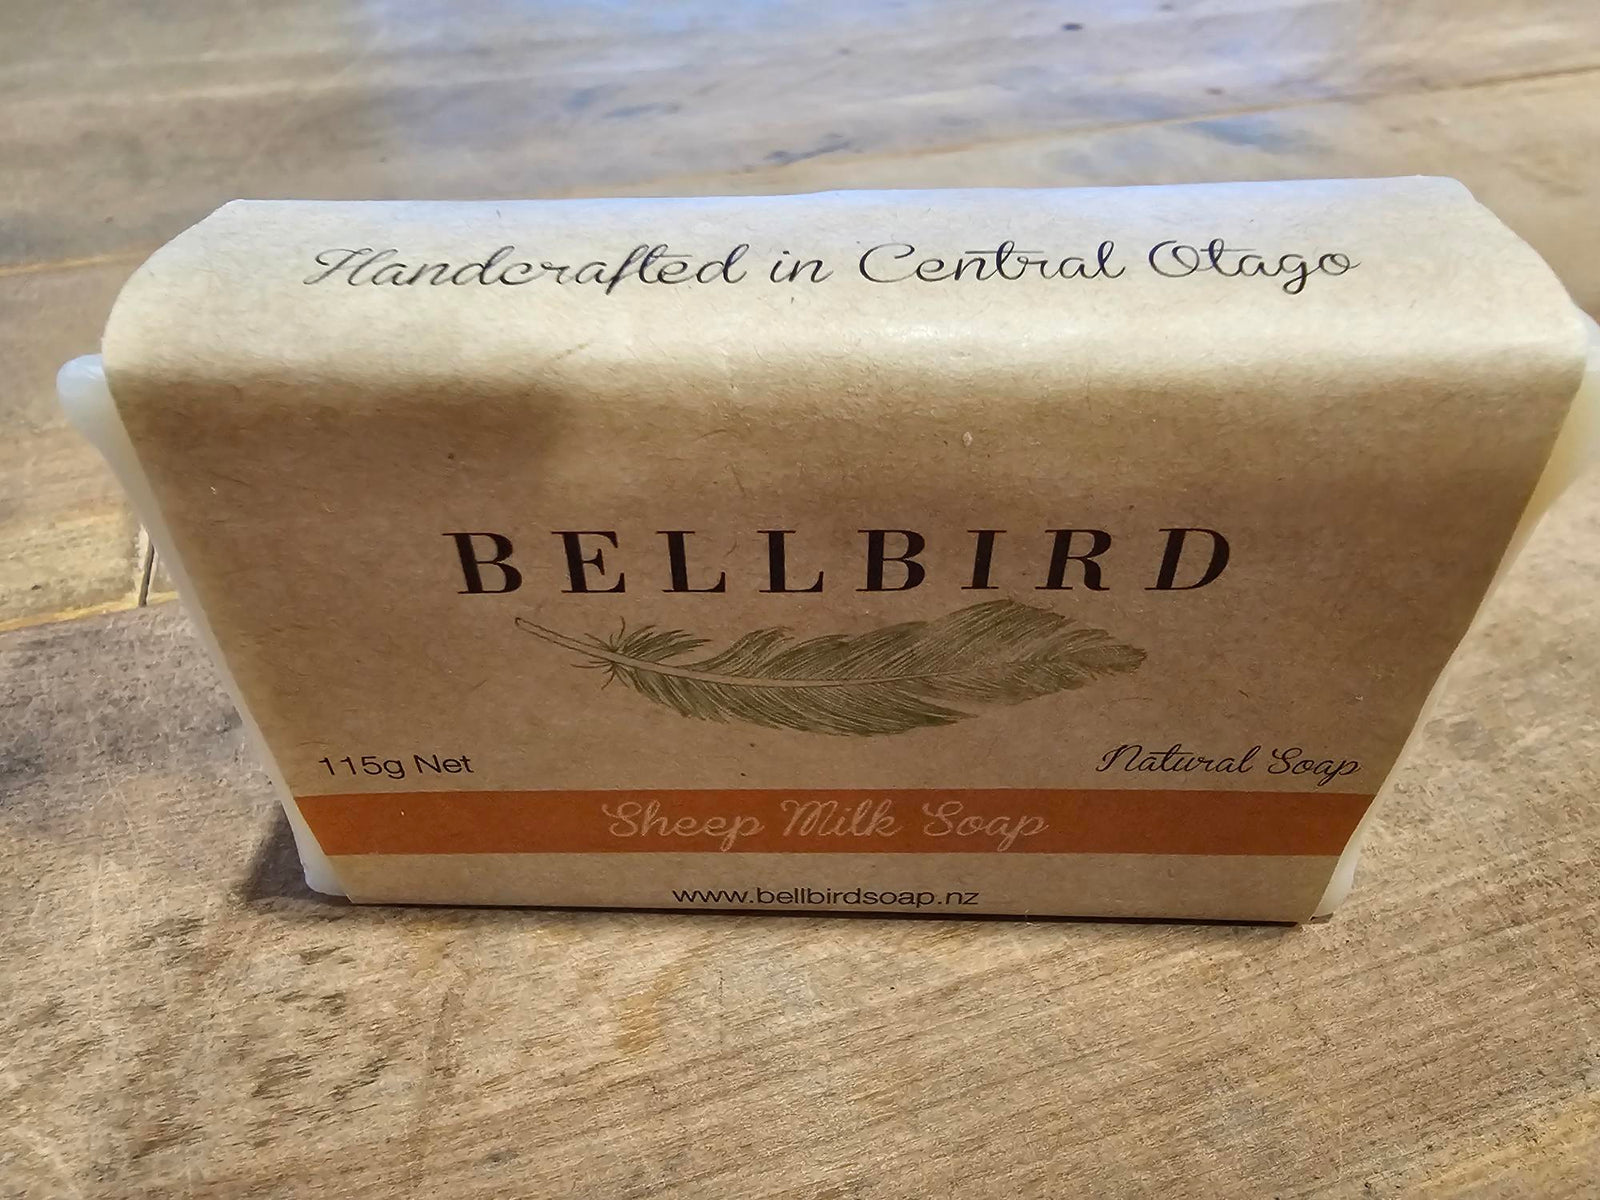 Handcrafted in Central Otago
BELLBIRD
115g Net
Natural Soap
Sheep Milk Soap
www.bellbirdsoap.nz